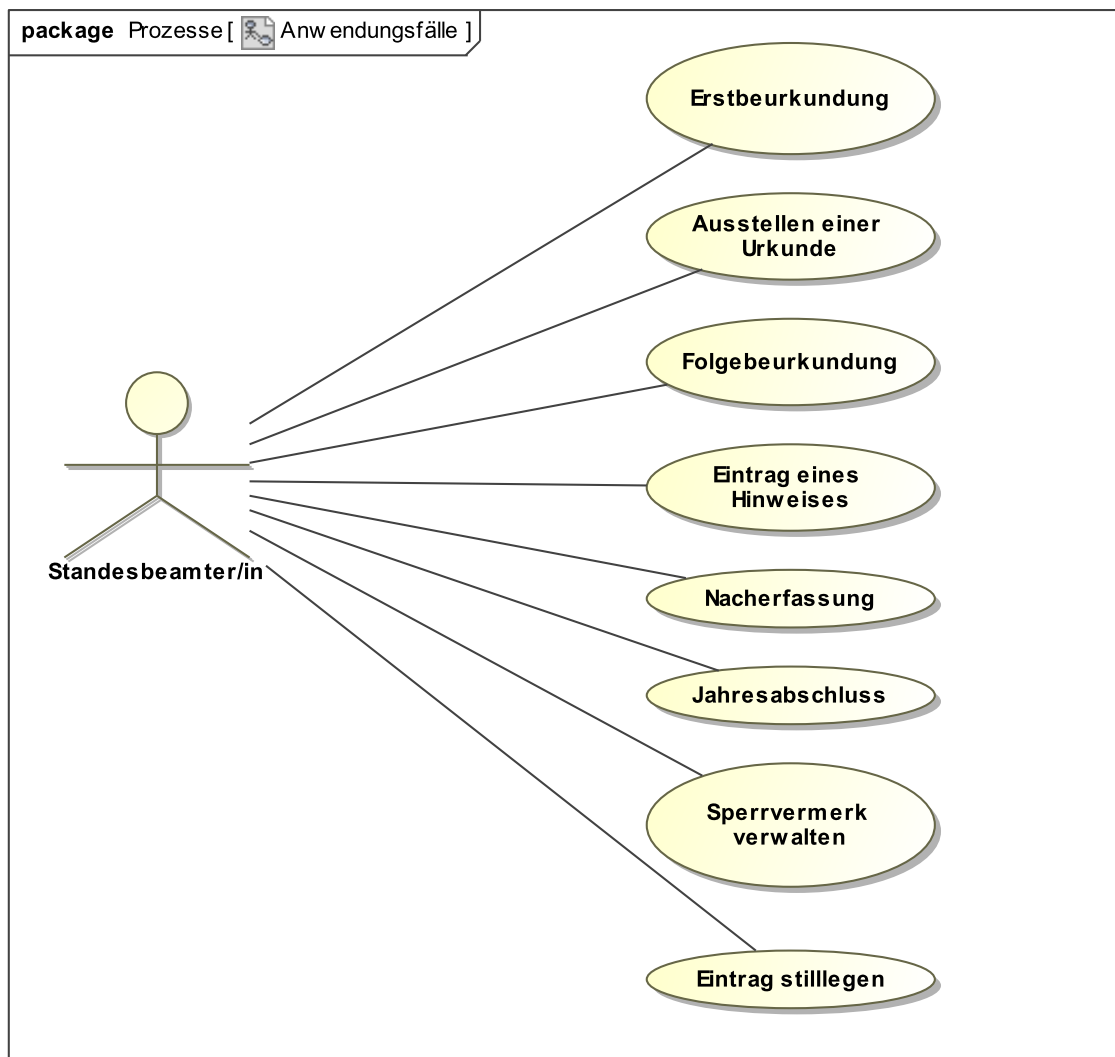 package Prozesse [ Anwendungsfälle ]
Erstbeurkundung
Ausstellen einer
Urkunde
Folgebeurkundung
Eintrag eines
Hinweises
Standesbeamter/in
Nacherfassung
Jahresabschluss
Sperrvermerk
verwalten
Eintrag stilllegen